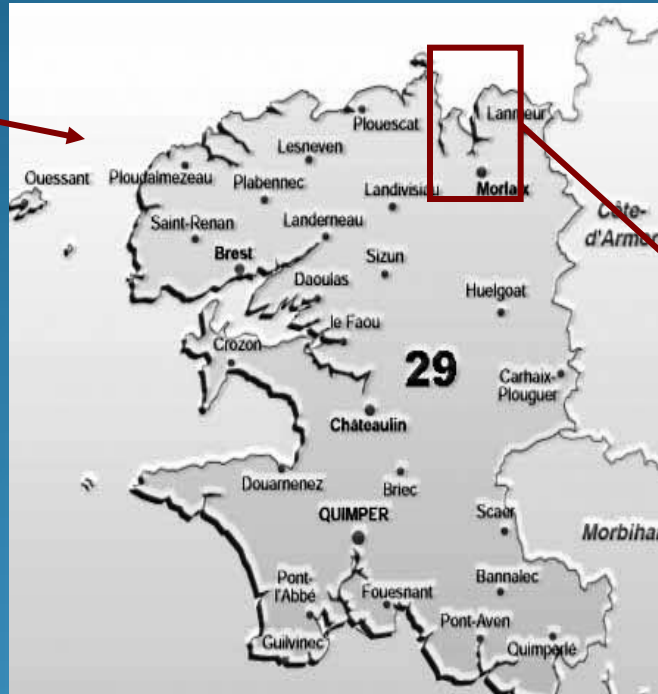 Plouescat
Lanmeur
Lesneven
Ouessant
Ploudalmezeau
Plabennec
Landivisiau
Morlaix
Saint-Renan
Landerneau
Côte-
d'Armor
Brest
Sizun
Daoulas
Huelgoat
le Faou
Crozon
29
Carhaix-
Plouguer
Châteaulin
Douarnenez
Briec
QUIMPER
Scaër
Morbihan
Pont-
l'Abbé
Fouesnant
Bannalec
Pont-Aven
Guilvinec
Quimperlé